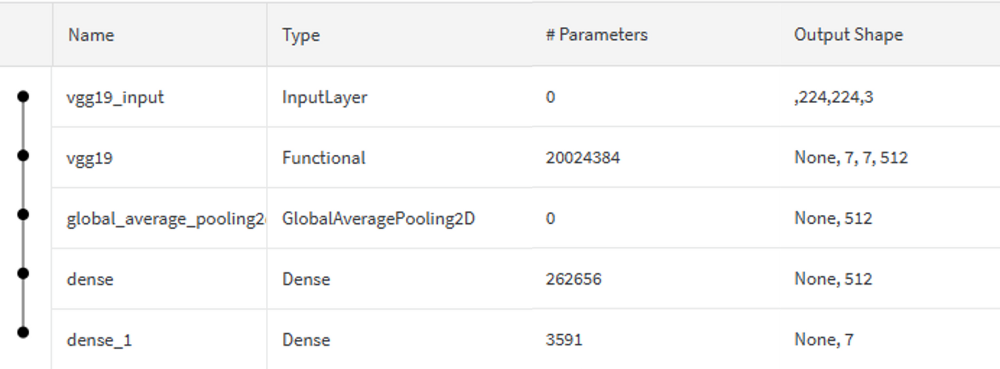 Name Type # Parameters Output Shape
vgg19_input InputLayer 0 ,224,224,3
vgg19 Functional 20024384 None, 7, 7, 512
global_average_pooling2 GlobalAveragePooling2D 0 None, 512
dense Dense 262656 None, 512
dense_1 Dense 3591 None, 7